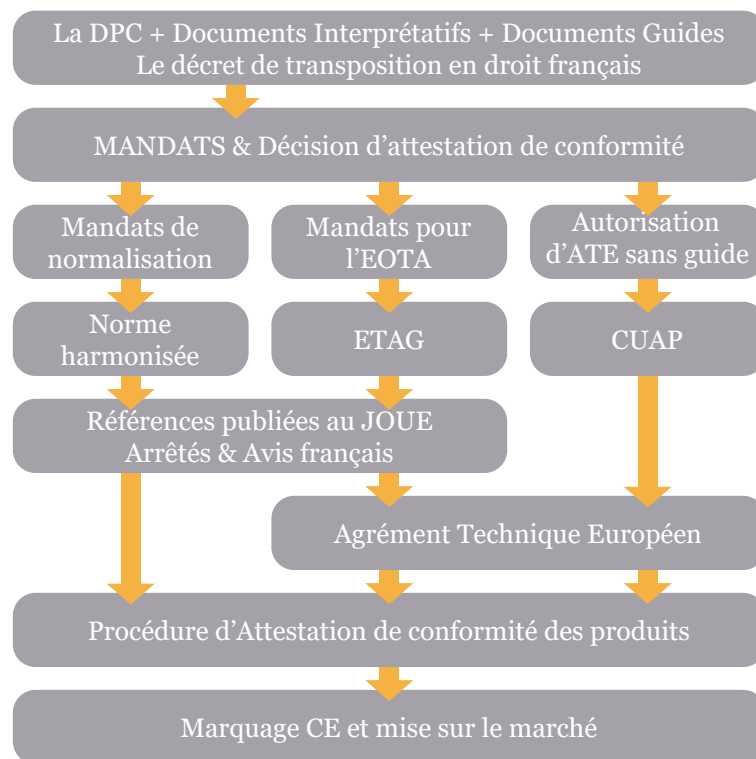 La DPC + Documents Interprétatifs + Documents Guides
Le décret de transposition en droit français
MANDATS & Décision d’attestation de conformité
Mandats de
normalisation
Mandats pour
l’EOTA
Autorisation
d’ATE sans guide
Norme
harmonisée
ETAG
CUAP
Références publiées au JOUE
Arrêtés & Avis français
Agrément Technique Européen
Procédure d’Attestation de conformité des produits
Marquage CE et mise sur le marché